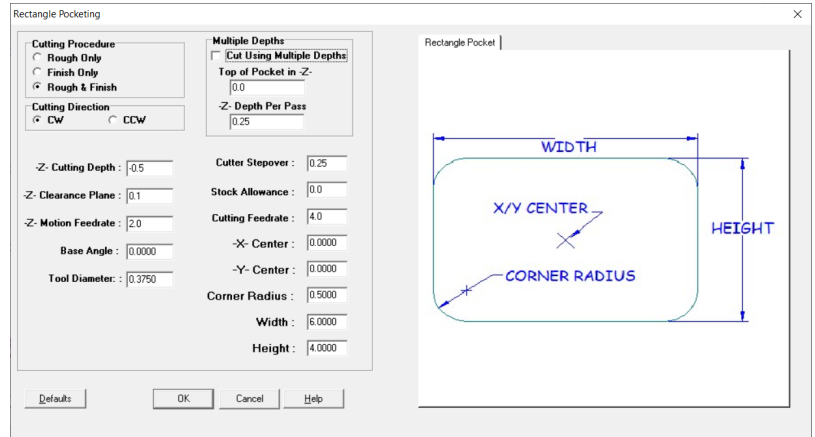 Rectangle Pocketing
Cutting Procedure
Rough Only
Finish Only
Rough & Finish
Cutting Direction
CW CCW
Multiple Depths
Cut Using Multiple Depths
Top of Pocket in -Z-
0.0
-Z- Depth Per Pass
0.25
-Z- Cutting Depth : -0.5
-Z- Clearance Plane : 0.1
-Z- Motion Feedrate : 2.0
Base Angle : 0.0000
Tool Diameter: : 0.3750
Cutter Stepover : 0.25
Stock Allowance : 0.0
Cutting Feedrate : 4.0
-X- Center : 0.0000
-Y- Center : 0.0000
Corner Radius : 0.5000
Width : 6.0000
Height : 4.0000
Defaults OK Cancel Help
Rectangle Pocket
WIDTH
X/Y CENTER
HEIGHT
CORNER RADIUS